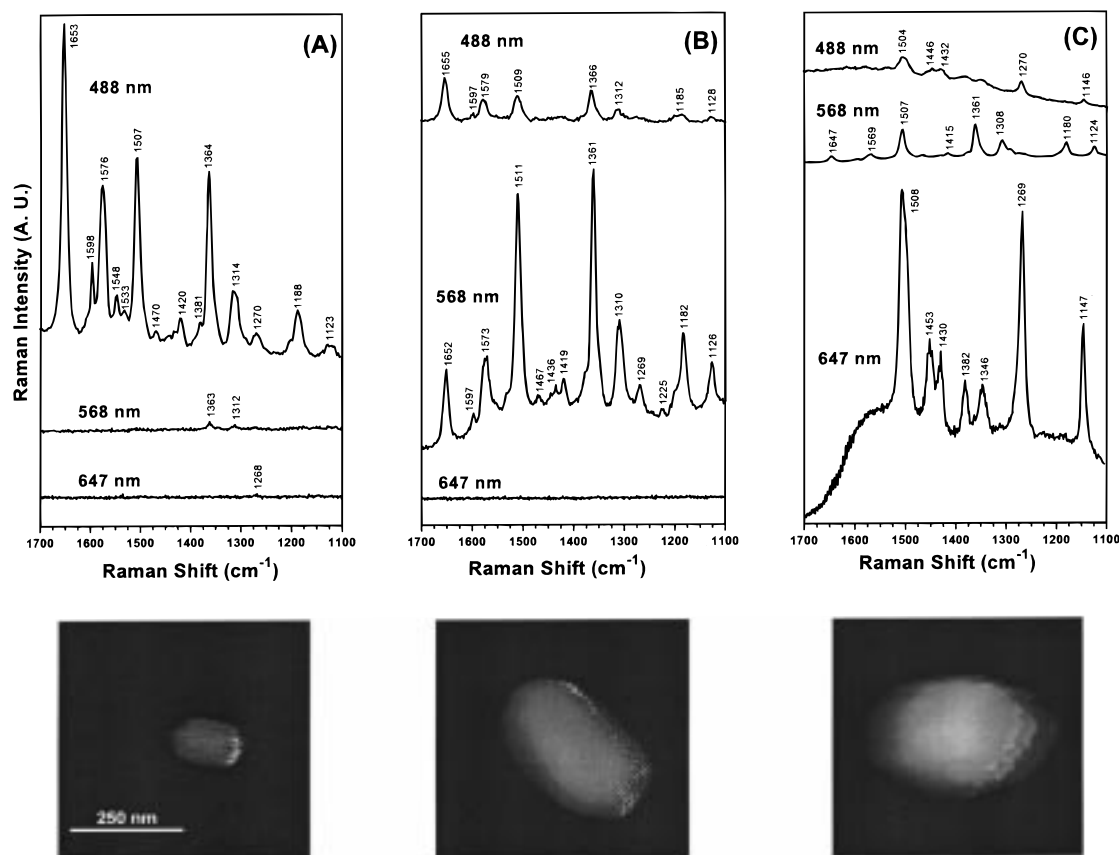 (A)
1653
488 nm
1507
1576
1364
1598
1548
1533
1470
1420
1381
1314
1270
1188
1123
568 nm
1363
1312
647 nm
1268
1700 1600 1500 1400 1300 1200 1100
Raman Shift (cm-1)
Raman Intensity (A. U.)
(B)
488 nm
1655
1597
1579
1509
1366
1312
1185
1128
568 nm
1652
1597
1573
1511
1467
1436
1419
1361
1310
1269
1225
1182
1126
647 nm
1700 1600 1500 1400 1300 1200 1100
Raman Shift (cm-1)
(C)
488 nm
1504
1446
1432
1270
1146
568 nm
1647
1569
1507
1415
1361
1308
1180
1124
647 nm
1508
1453
1430
1382
1346
1269
1147
1700 1600 1500 1400 1300 1200 1100
Raman Shift (cm-1)
250 nm